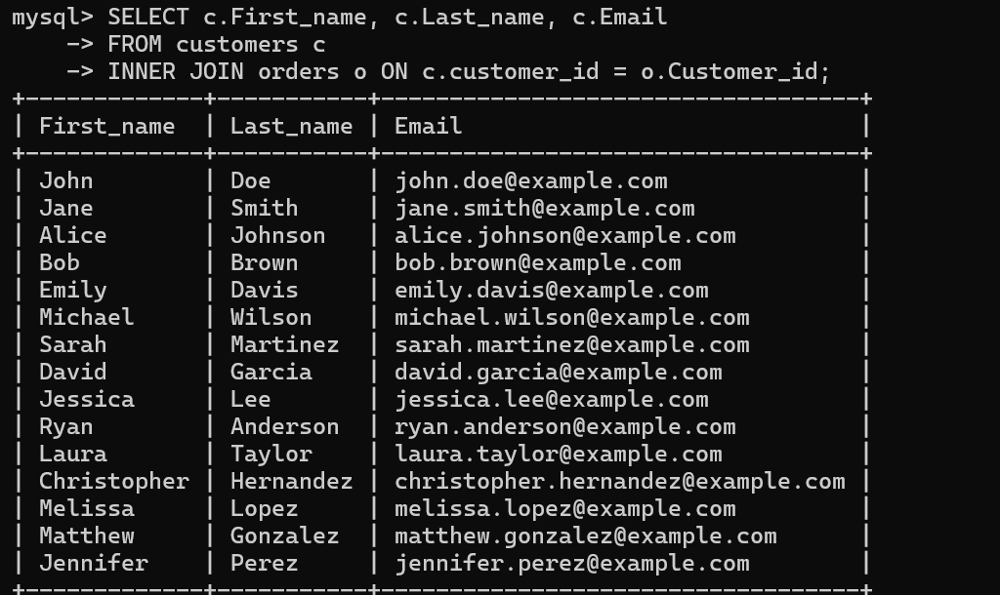 mysql> SELECT c.First_name, c.Last_name, c.Email
    -> FROM customers c
    -> INNER JOIN orders o ON c.customer_id = o.Customer_id;
+-------------+-----------+-----------------------------------+
| First_name  | Last_name | Email                             |
+-------------+-----------+-----------------------------------+
| John        | Doe       | john.doe@example.com              |
| Jane        | Smith     | jane.smith@example.com            |
| Alice       | Johnson   | alice.johnson@example.com         |
| Bob         | Brown     | bob.brown@example.com             |
| Emily       | Davis     | emily.davis@example.com           |
| Michael     | Wilson    | michael.wilson@example.com        |
| Sarah       | Martinez  | sarah.martinez@example.com        |
| David       | Garcia    | david.garcia@example.com          |
| Jessica     | Lee       | jessica.lee@example.com           |
| Ryan        | Anderson  | ryan.anderson@example.com         |
| Laura       | Taylor    | laura.taylor@example.com          |
| Christopher | Hernandez | christopher.hernandez@example.com |
| Melissa     | Lopez     | melissa.lopez@example.com         |
| Matthew     | Gonzalez  | matthew.gonzalez@example.com      |
| Jennifer    | Perez     | jennifer.perez@example.com        |
+-------------+-----------+-----------------------------------+